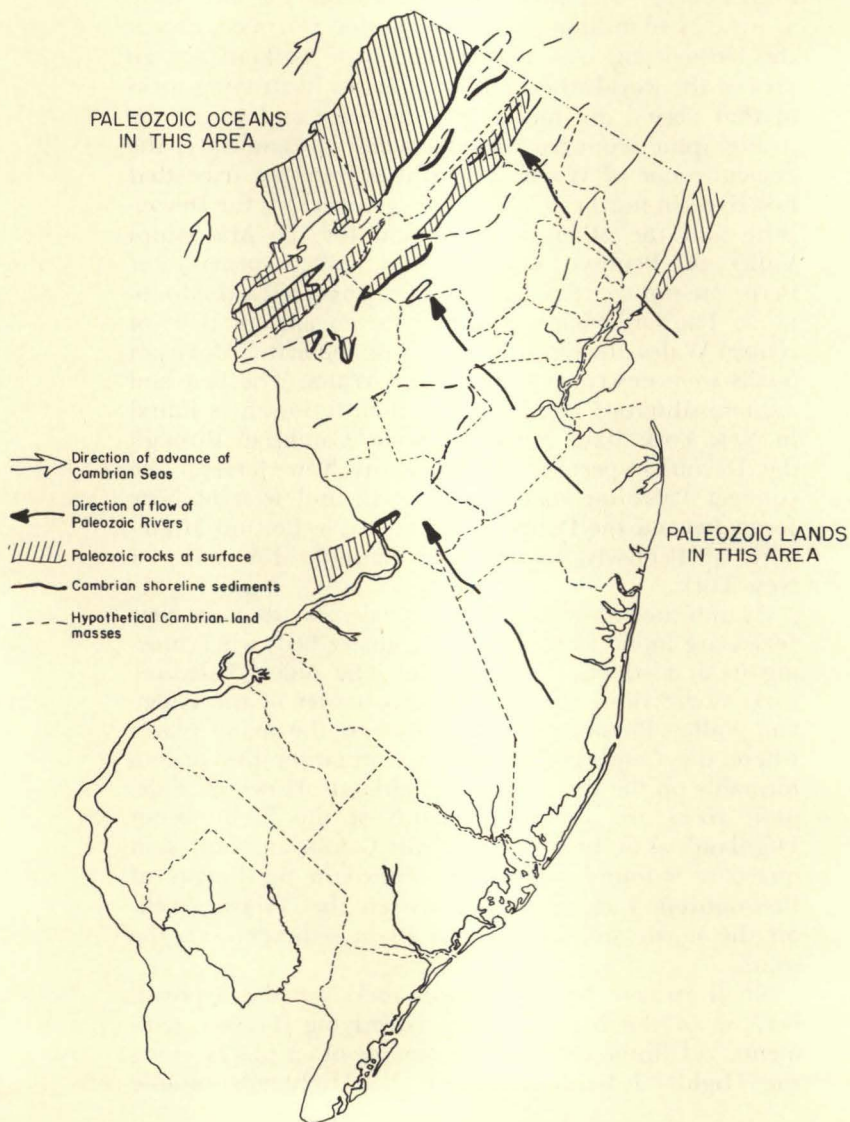 PALEOZOIC OCEANS
IN THIS AREA
Direction of advance of
Cambrian Seas
Direction of flow of
Paleozoic Rivers
Paleozoic rocks at surface
Cambrian shoreline sediments
Hypothetical Cambrian land
masses
PALEOZOIC LANDS
IN THIS AREA